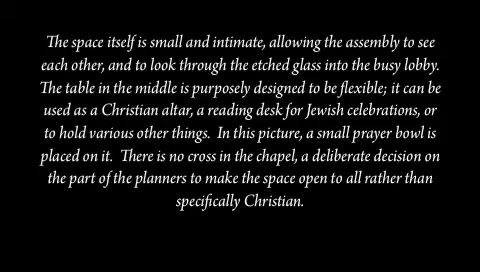 The space itself is small and intimate, allowing the assembly to see
each other, and to look through the etched glass into the busy lobby.
The table in the middle is purposely designed to be flexible; it can be
used as a Christian altar, a reading desk for Jewish celebrations, or
to hold various other things.  In this picture, a small prayer bowl is
placed on it.  There is no cross in the chapel, a deliberate decision on
the part of the planners to make the space open to all rather than
specifically Christian.